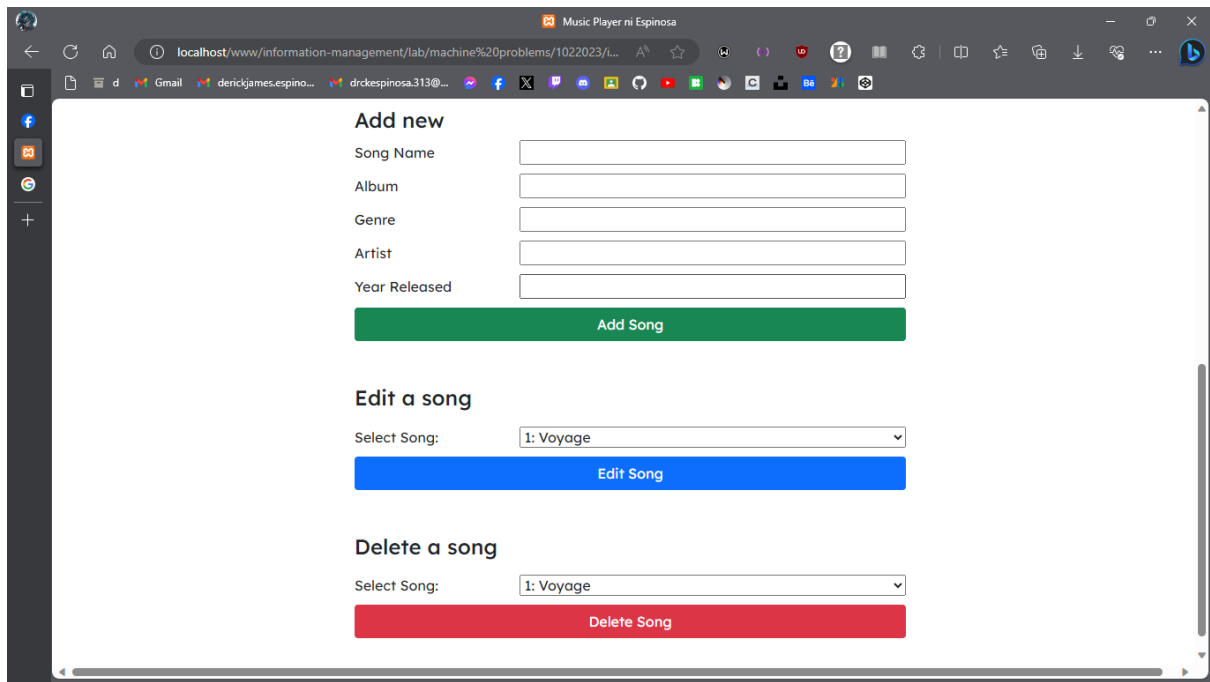 Music Player ni Espinosa
localhost/www/information-management/lab/machine%20problems/1022023/i...
d Gmail derickjames.espino... drckespinosa.313@...
Add new
Song Name
Album
Genre
Artist
Year Released
Add Song
Edit a song
Select Song: 1: Voyage
Edit Song
Delete a song
Select Song: 1: Voyage
Delete Song